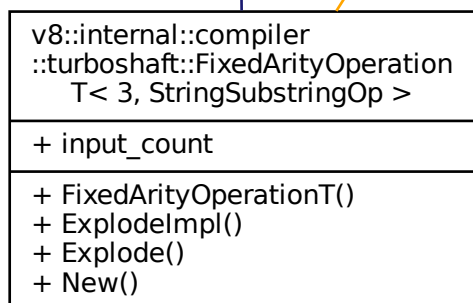 v8::internal::compiler
::turboshaft::FixedArityOperation
T< 3, StringSubstringOp >
+ input_count
+ FixedArityOperationT()
+ ExplodeImpl()
+ Explode()
+ New()